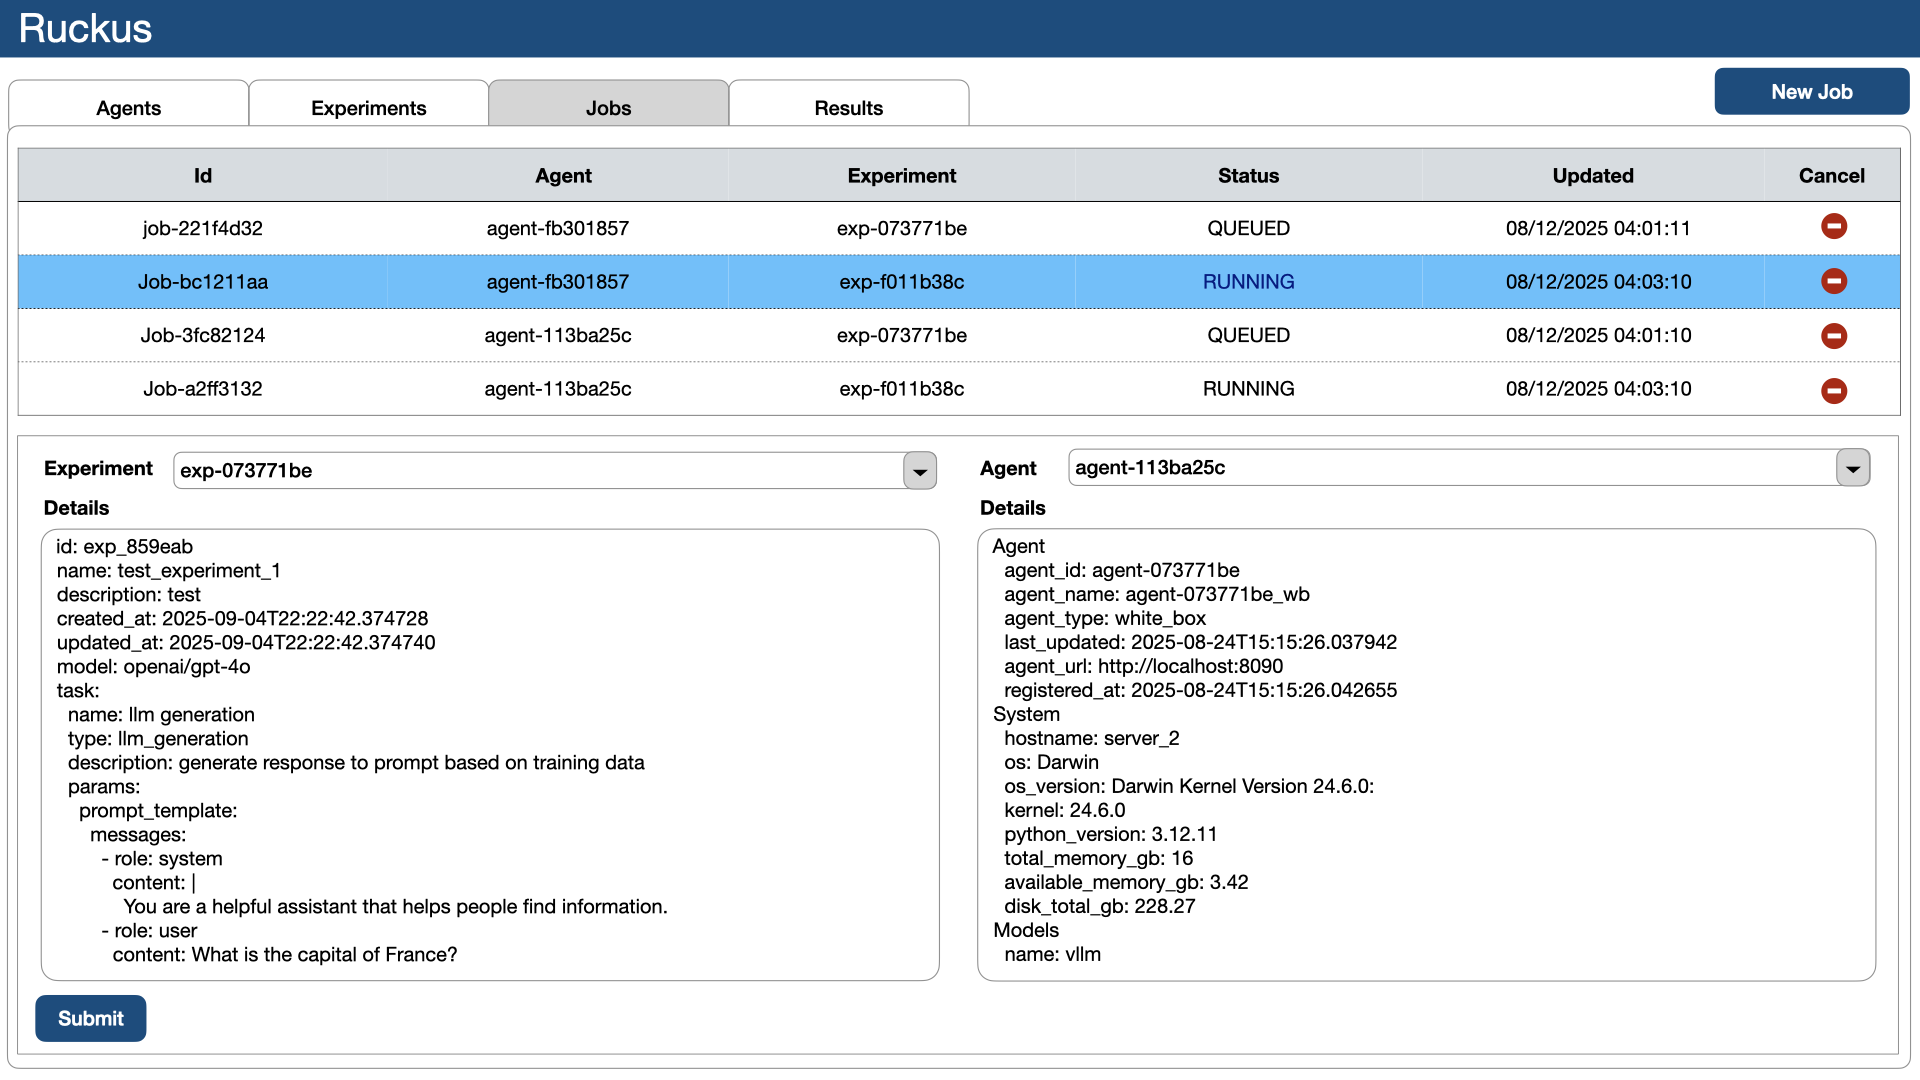 Ruckus
New Job
Agents Experiments Jobs Results
Id Agent Experiment Status Updated Cancel
job-221f4d32 agent-fb301857 exp-073771be QUEUED 08/12/2025 04:01:11
Job-bc1211aa agent-fb301857 exp-f011b38c RUNNING 08/12/2025 04:03:10
Job-3fc82124 agent-113ba25c exp-073771be QUEUED 08/12/2025 04:01:10
Job-a2ff3132 agent-113ba25c exp-f011b38c RUNNING 08/12/2025 04:03:10
Experiment exp-073771be
Details
id: exp_859eab
name: test_experiment_1
description: test
created_at: 2025-09-04T22:22:42.374728
updated_at: 2025-09-04T22:22:42.374740
model: openai/gpt-4o
task:
name: llm generation
type: llm_generation
description: generate response to prompt based on training data
params:
prompt_template:
messages:
- role: system
content: |
You are a helpful assistant that helps people find information.
- role: user
content: What is the capital of France?
Agent agent-113ba25c
Details
Agent
agent_id: agent-073771be
agent_name: agent-073771be_wb
agent_type: white_box
last_updated: 2025-08-24T15:15:26.037942
agent_url: http://localhost:8090
registered_at: 2025-08-24T15:15:26.042655
System
hostname: server_2
os: Darwin
os_version: Darwin Kernel Version 24.6.0:
kernel: 24.6.0
python_version: 3.12.11
total_memory_gb: 16
available_memory_gb: 3.42
disk_total_gb: 228.27
Models
name: vllm
Submit